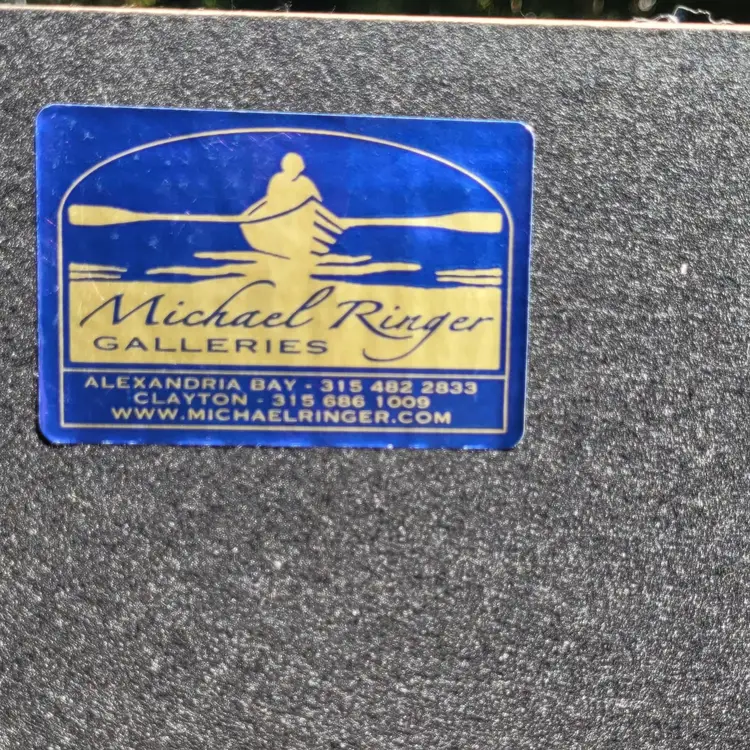 Michael Ringer
GALLERIES
ALEXANDRIA BAY - 315 482 2833
CLAYTON - 315 686 1009
WWW.MICHAELRINGER.COM